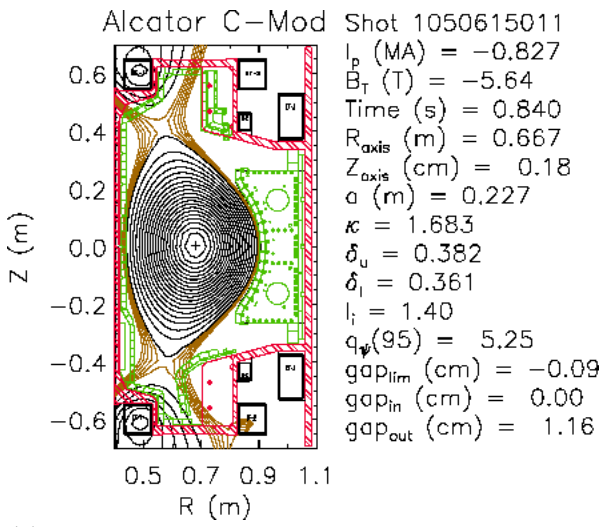 Alcator C-Mod Shot 1050615011
I_p (MA) = -0.827
B_T (T) = -5.64
Time (s) = 0.840
R_axis (m) = 0.667
Z_axis (cm) = 0.18
a (m) = 0.227
κ = 1.683
δ_u = 0.382
δ_l = 0.361
l_i = 1.40
q_ψ(95) = 5.25
gap_lim (cm) = -0.09
gap_in (cm) = 0.00
gap_out (cm) = 1.16
Z (m)
0.6
0.4
0.2
0.0
-0.2
-0.4
-0.6
0.5 0.7 0.9 1.1
R (m)